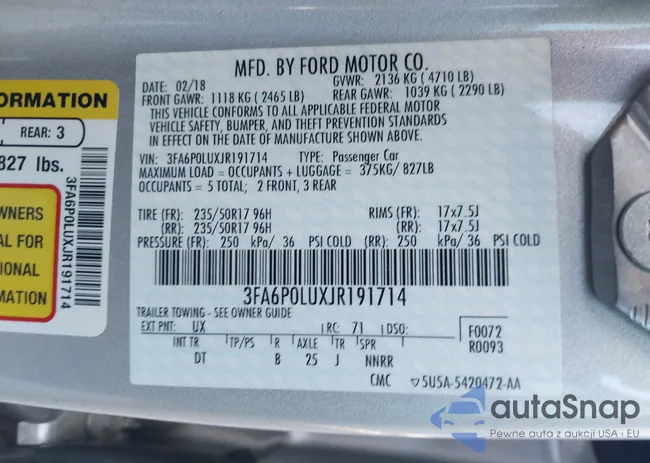 MFD. BY FORD MOTOR CO.
DATE: 02/18 GVWR: 2136 KG ( 4710 LB)
FRONT GAWR: 1118 KG ( 2465 LB) REAR GAWR: 1039 KG ( 2290 LB)
THIS VEHICLE CONFORMS TO ALL APPLICABLE FEDERAL MOTOR
VEHICLE SAFETY, BUMPER, AND THEFT PREVENTION STANDARDS
IN EFFECT ON THE DATE OF MANUFACTURE SHOWN ABOVE.
VIN: 3FA6P0LUXJR191714 TYPE: Passenger Car
MAXIMUM LOAD = OCCUPANTS + LUGGAGE = 375KG/ 827LB
OCCUPANTS = 5 TOTAL; 2 FRONT, 3 REAR
TIRE (FR): 235/50R17 96H RIMS (FR): 17x7.5J
(RR): 235/50R17 96H (RR): 17x7.5J
PRESSURE (FR): 250 kPa/ 36 PSI COLD (RR): 250 kPa/ 36 PSI COLD
3FA6P0LUXJR191714
TRAILER TOWING - SEE OWNER GUIDE
EXT PNT: UX RC: 71 DSO: F0072
INT TR TP/PS R AXLE TR SPR R0093
DT B 25 J NNRR
CMC 5U5A-5420472-AA
FORMATION
REAR: 3
827 lbs.
WNERS
AL FOR
IONAL
MATION
3FA6P0LUXJR191714
autaSnap
Pewne auta z aukcji USA i EU